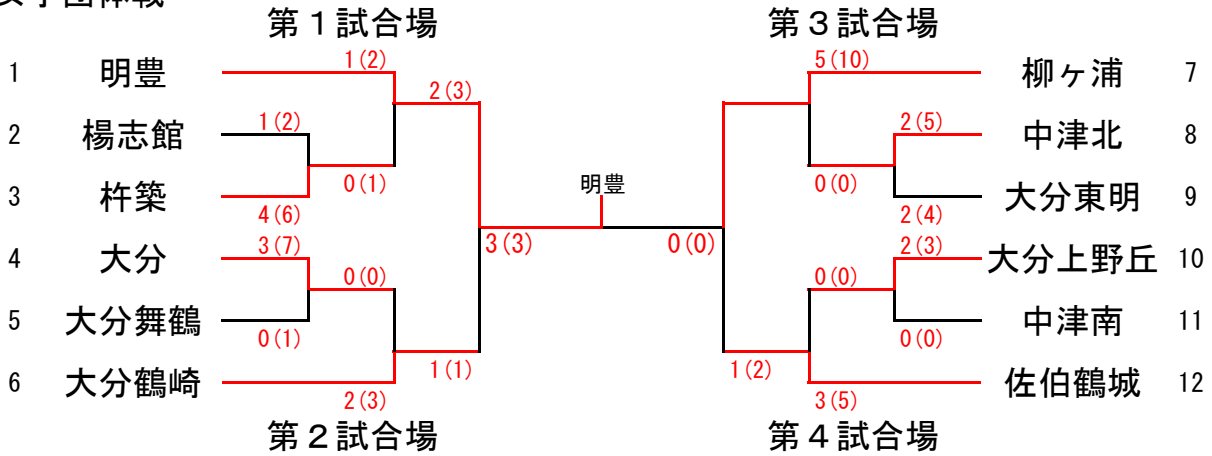 女子団体戦
第1試合場
第3試合場
1 明豊 1(2) 2(3) 5(10) 柳ヶ浦 7
2 楊志館 1(2) 2(5) 中津北 8
3 杵築 4(6) 0(1) 明豊 0(0) 2(4) 大分東明 9
3(3) 0(0)
4 大分 3(7) 0(0) 0(0) 2(3) 大分上野丘 10
5 大分舞鶴 0(1) 0(0) 中津南 11
6 大分鶴崎 2(3) 1(1) 1(2) 3(5) 佐伯鶴城 12
第2試合場
第4試合場